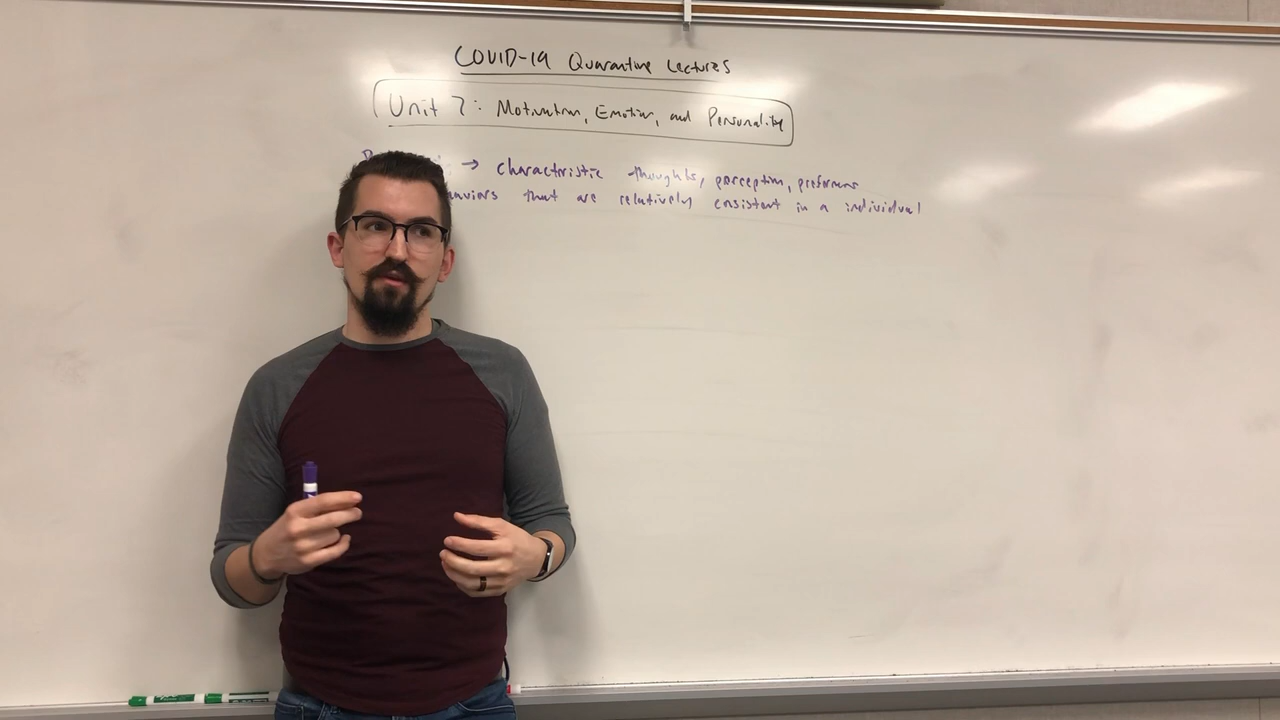 COVID-19 Quarantine Lectures
Unit 7: Motivation, Emotion, and Personality
→ characteristic thoughts, perception, preferences
haviors that are relatively consistent in a individual